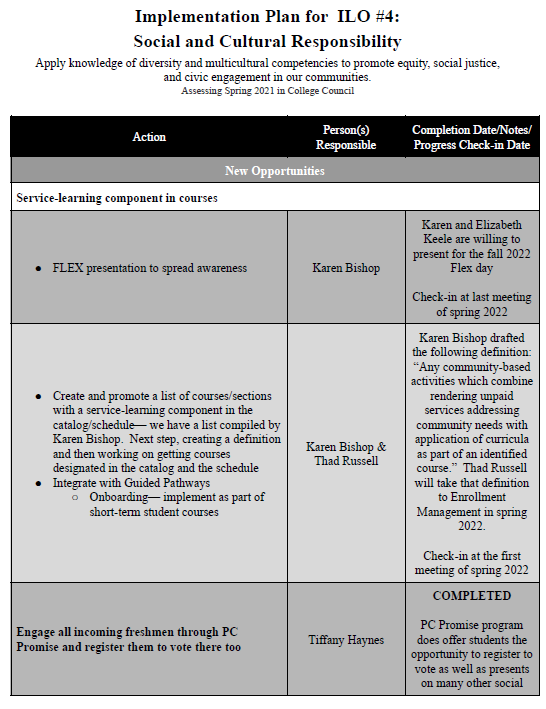 Implementation Plan for ILO #4:
Social and Cultural Responsibility
Apply knowledge of diversity and multicultural competencies to promote equity, social justice,
and civic engagement in our communities.
Assessing Spring 2021 in College Council
Action
Person(s)
Responsible
Completion Date/Notes/
Progress Check-in Date
New Opportunities
Service-learning component in courses
● FLEX presentation to spread awareness
Karen Bishop
Karen and Elizabeth
Keele are willing to
present for the fall 2022
Flex day
Check-in at last meeting
of spring 2022
● Create and promote a list of courses/sections
with a service-learning component in the
catalog/schedule— we have a list compiled by
Karen Bishop. Next step, creating a definition
and then working on getting courses
designated in the catalog and the schedule
● Integrate with Guided Pathways
○ Onboarding— implement as part of
short-term student courses
Karen Bishop &
Thad Russell
Karen Bishop drafted
the following definition:
“Any community-based
activities which combine
rendering unpaid
services addressing
community needs with
application of curricula
as part of an identified
course.” Thad Russell
will take that definition
to Enrollment
Management in spring
2022.
Check-in at the first
meeting of spring 2022
Engage all incoming freshmen through PC
Promise and register them to vote there too
Tiffany Haynes
COMPLETED
PC Promise program
does offer students the
opportunity to register to
vote as well as presents
on many other social